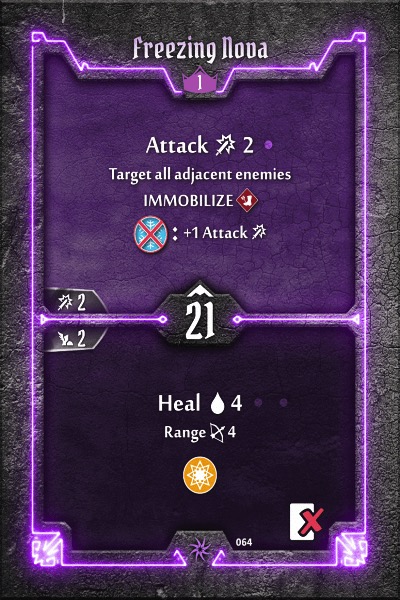 Freezing Nova
1
Attack 2
Target all adjacent enemies
IMMOBILIZE
: +1 Attack
2
21
2
Heal 4
Range 4
064